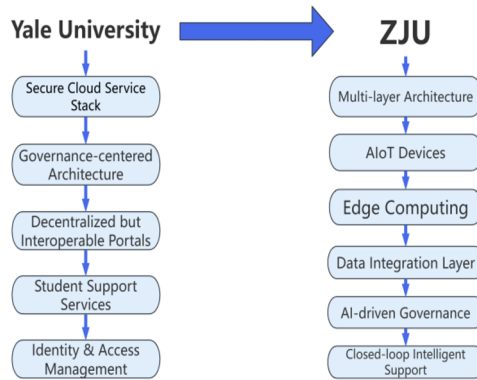 Yale University
Secure Cloud Service
Stack
Governance-centered
Architecture
Decentralized but
Interoperable Portals
Student Support
Services
Identity & Access
Management
ZJU
Multi-layer Architecture
AIoT Devices
Edge Computing
Data Integration Layer
AI-driven Governance
Closed-loop Intelligent
Support